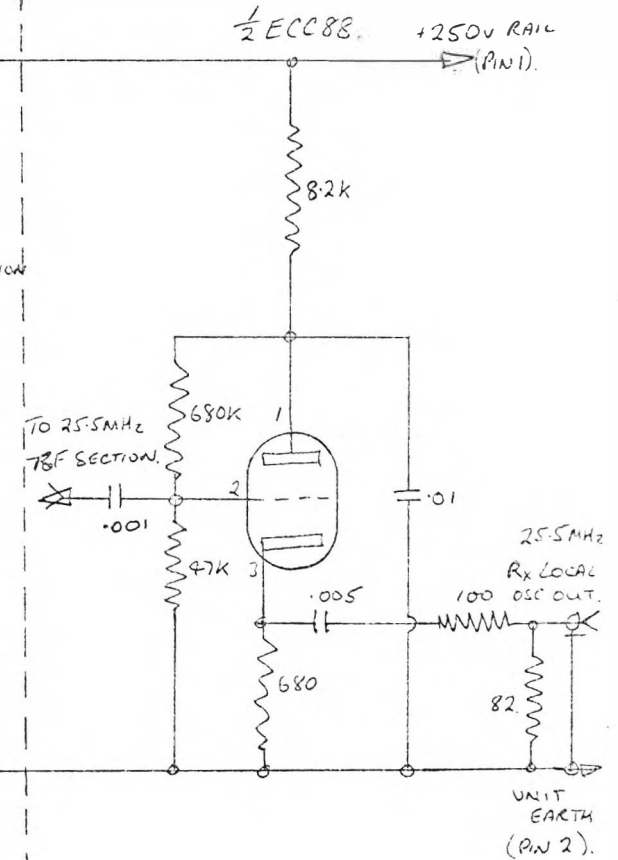 1/2 ECC88.
+250V RAIL
(PIN 1).
8.2K
680K
1
TO 25.5MHz
T8F SECTION.
2
.001
.01
47K
3
.005
25.5MHz
Rx LOCAL
OSC OUT.
100
680
82.
UNIT
EARTH
(PIN 2).